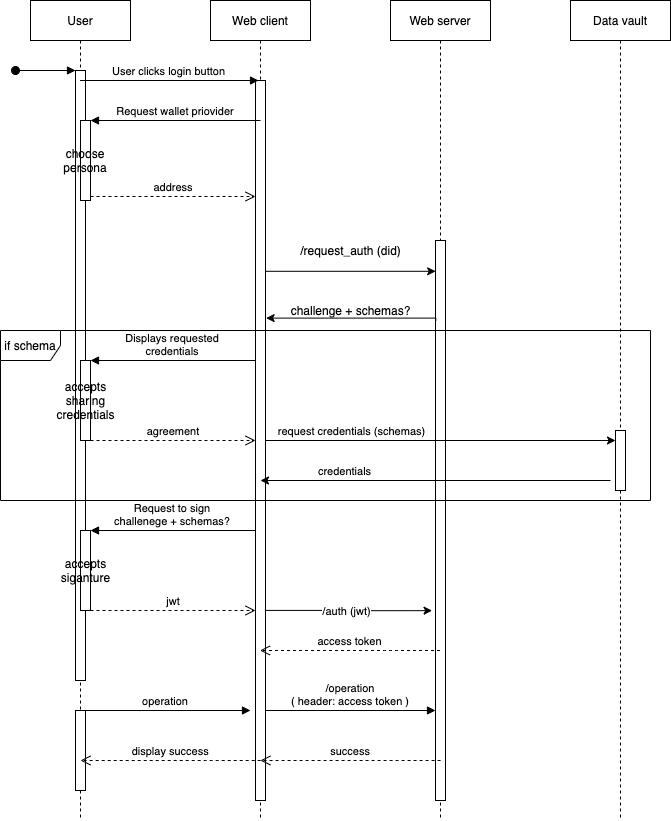 User
Web client
Web server
Data vault
User clicks login button
Request wallet priovider
choose
persona
address
/request_auth (did)
challenge + schemas?
if schema
Displays requested
credentials
accepts
sharing
credentials
agreement
request credentials (schemas)
credentials
Request to sign
challenege + schemas?
accepts
siganture
jwt
/auth (jwt)
access token
operation
/operation
( header: access token )
display success
success